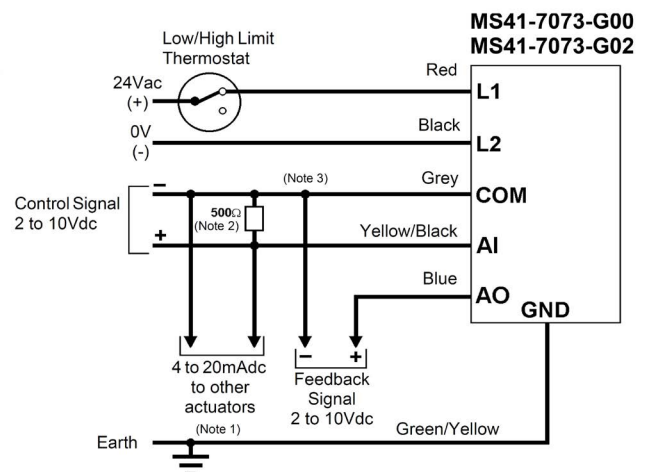 MS41-7073-G00
MS41-7073-G02
Low/High Limit
Thermostat
24Vac
(+)
Red
L1
0V
(-)
Black
L2
Control Signal
2 to 10Vdc
−
+
500Ω
(Note 2)
(Note 3)
Grey
COM
Yellow/Black
AI
Blue
AO
GND
4 to 20mAdc
to other
actuators
(Note 1)
− +
Feedback
Signal
2 to 10Vdc
Green/Yellow
Earth